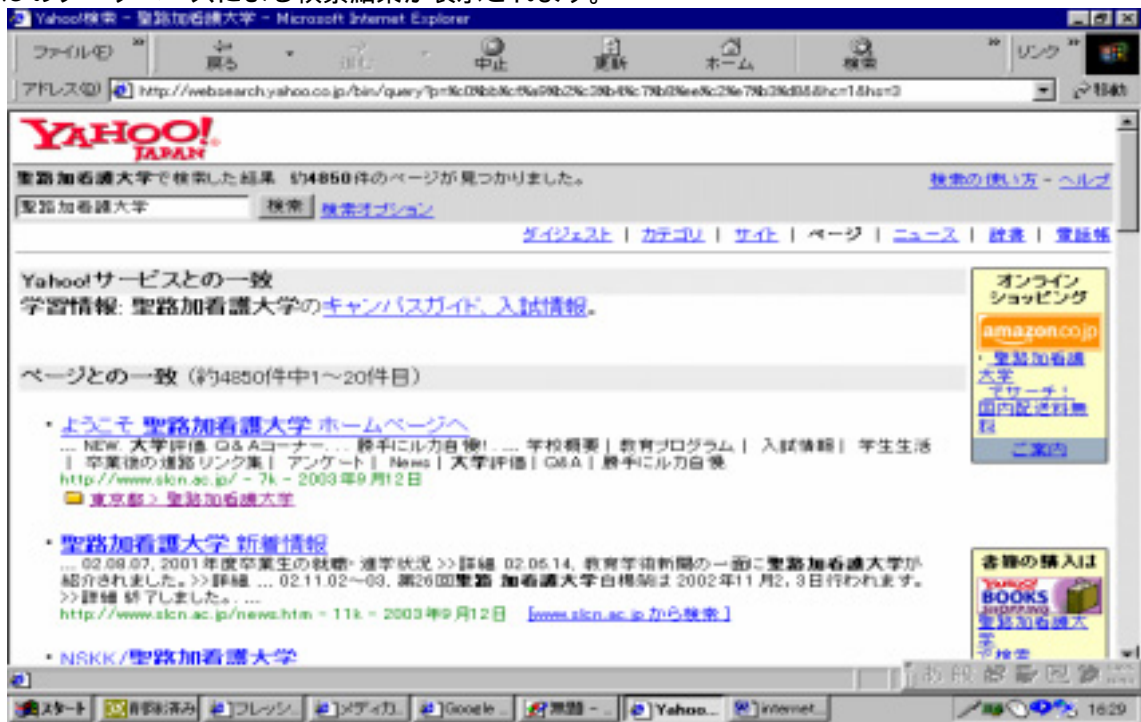 Yahoo!検索 - 聖路加看護大学 - Microsoft Internet Explorer
ファイル(F) 戻る 進む 中止 更新 ホーム 検索 リンク
アドレス(D) 移動
YAHOO!
JAPAN
聖路加看護大学で検索した結果 約4850件のページが見つかりました。 検索の使い方 - ヘルプ
聖路加看護大学 検索 検索オプション
ダイジェスト | カテゴリ | サイト | ページ | ニュース | 辞書 | 電話帳
Yahoo!サービスとの一致
学習情報: 聖路加看護大学のキャンパスガイド、入試情報。
ページとの一致 (約4850件中1~20件目)
・ ようこそ 聖路加看護大学 ホームページへ
... NEW. 大学評価 Q&Aコーナー... . 勝手にルカ自慢! .... 学校概要 | 教育プログラム | 入試情報 | 学生生活
| 卒業後の進路 リンク集 | アンケート | News | 大学評価 | Q&A | 勝手にルカ自慢
http://www.slcn.ac.jp/ - 7k - 2003年9月12日
東京都 > 聖路加看護大学
・ 聖路加看護大学 新着情報
... 02.08.07, 2001年度卒業生の就職・進学状況 >>詳細 02.06.14, 教育学術新聞の一面に聖路加看護大学が
紹介されました。>>詳細 ... 02.11.02~03, 第26回聖路 加看護大学白楊祭は 2002年11月2, 3日行われます。
>>詳細 終了しました。 ....
http://www.slcn.ac.jp/news.htm - 11k - 2003年9月12日 [www.slcn.ac.jp から検索]
・ NSKK/聖路加看護大学
オンライン
ショッピング
amazon.co.jp
・ 聖路加看護
大学
でサーチ!
国内配送料無
料
ご案内
書籍の購入は
YAHOO!
BOOKS
SHOPPING
聖路加看護大
学
で検索
スタート 削除済み フレッシ... メディカ... Google ... 無題 - ... Yahoo... internet... 16:29